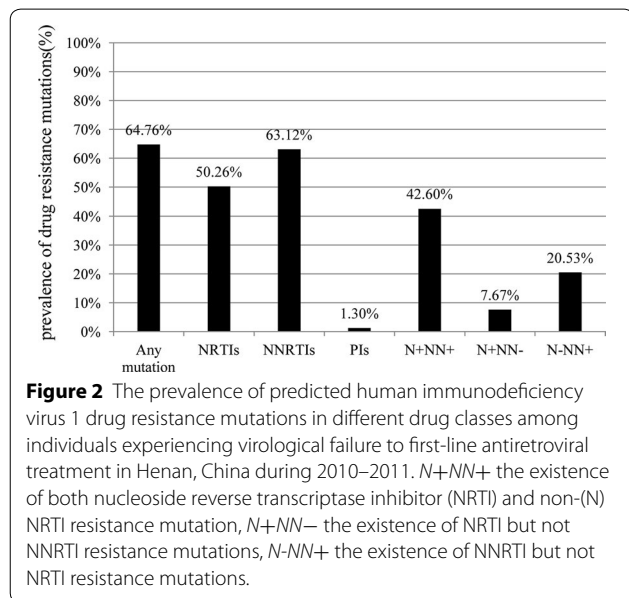 prevalence of drug resistance mutations(%)
100%
90%
80%
70%
60%
50%
40%
30%
20%
10%
0%
64.76%
50.26%
63.12%
1.30%
42.60%
7.67%
20.53%
Any mutation
NRTIs
NNRTIs
PIs
N+NN+
N+NN-
N-NN+
Figure 2 The prevalence of predicted human immunodeficiency
virus 1 drug resistance mutations in different drug classes among
individuals experiencing virological failure to first-line antiretroviral
treatment in Henan, China during 2010–2011. N+NN+ the existence
of both nucleoside reverse transcriptase inhibitor (NRTI) and non-(N)
NRTI resistance mutation, N+NN− the existence of NRTI but not
NNRTI resistance mutations, N-NN+ the existence of NNRTI but not
NRTI resistance mutations.